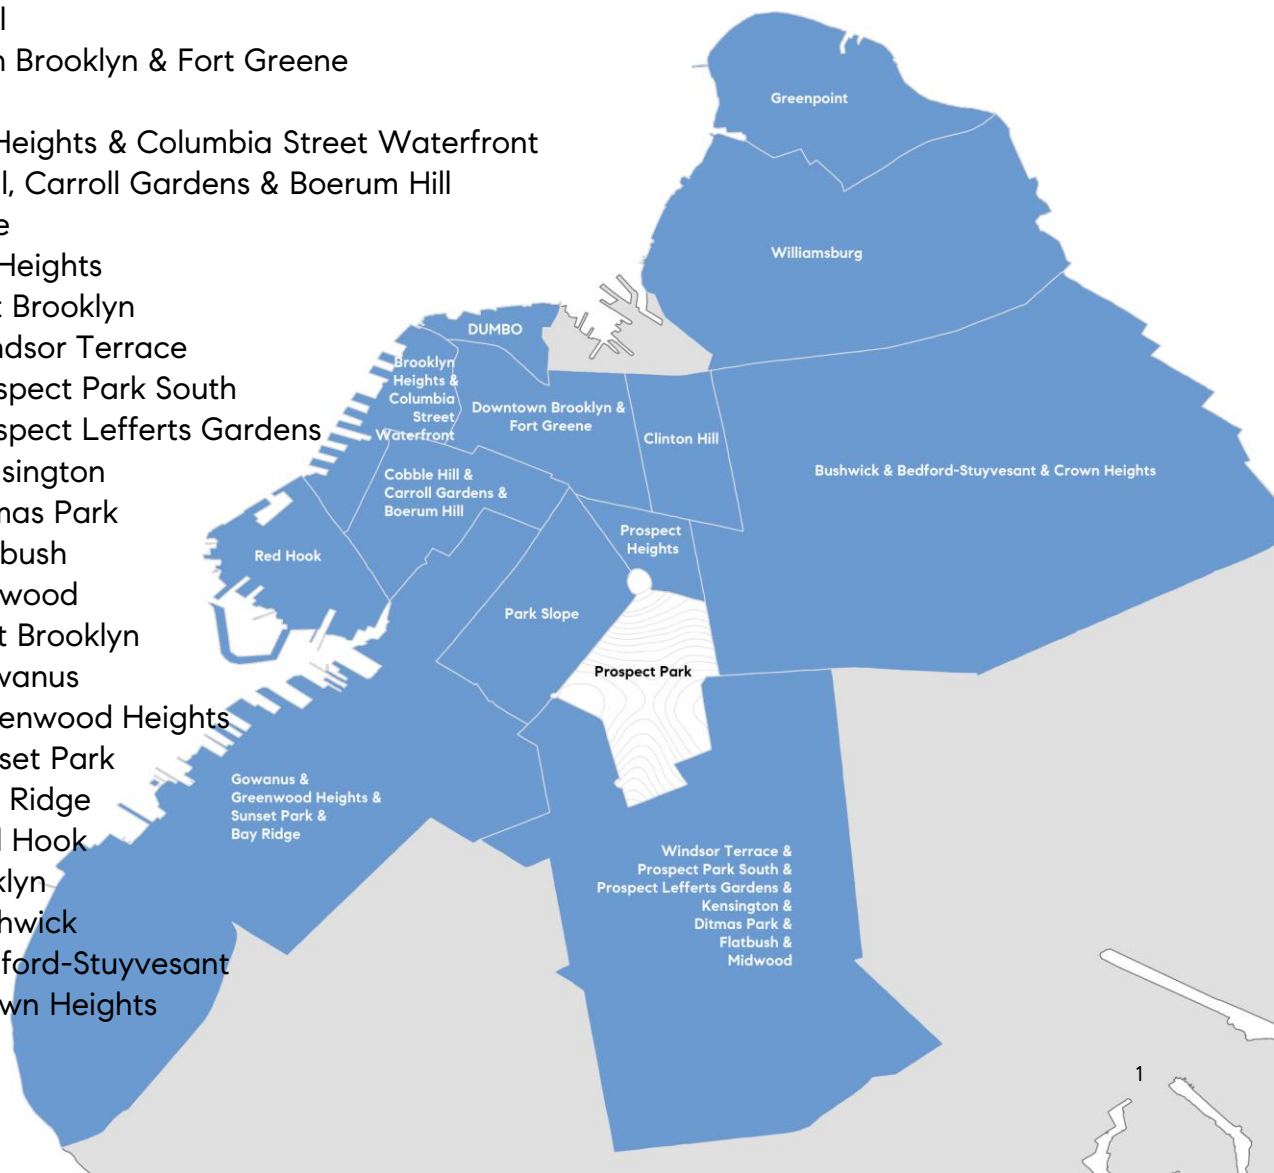 l
n Brooklyn & Fort Greene
Heights & Columbia Street Waterfront
l, Carroll Gardens & Boerum Hill
e
Heights
t Brooklyn
ndsor Terrace
spect Park South
spect Lefferts Gardens
sington
mas Park
bush
wood
t Brooklyn
wanus
enwood Heights
set Park
Ridge
Hook
klyn
hwick
ford-Stuyvesant
wn Heights
Greenpoint
Williamsburg
DUMBO
Brooklyn
Heights &
Columbia
Street
Waterfront
Downtown Brooklyn &
Fort Greene
Clinton Hill
Bushwick & Bedford-Stuyvesant & Crown Heights
Cobble Hill &
Carroll Gardens &
Boerum Hill
Prospect
Heights
Red Hook
Park Slope
Prospect Park
Gowanus &
Greenwood Heights &
Sunset Park &
Bay Ridge
Windsor Terrace &
Prospect Park South &
Prospect Lefferts Gardens &
Kensington &
Ditmas Park &
Flatbush &
Midwood
1